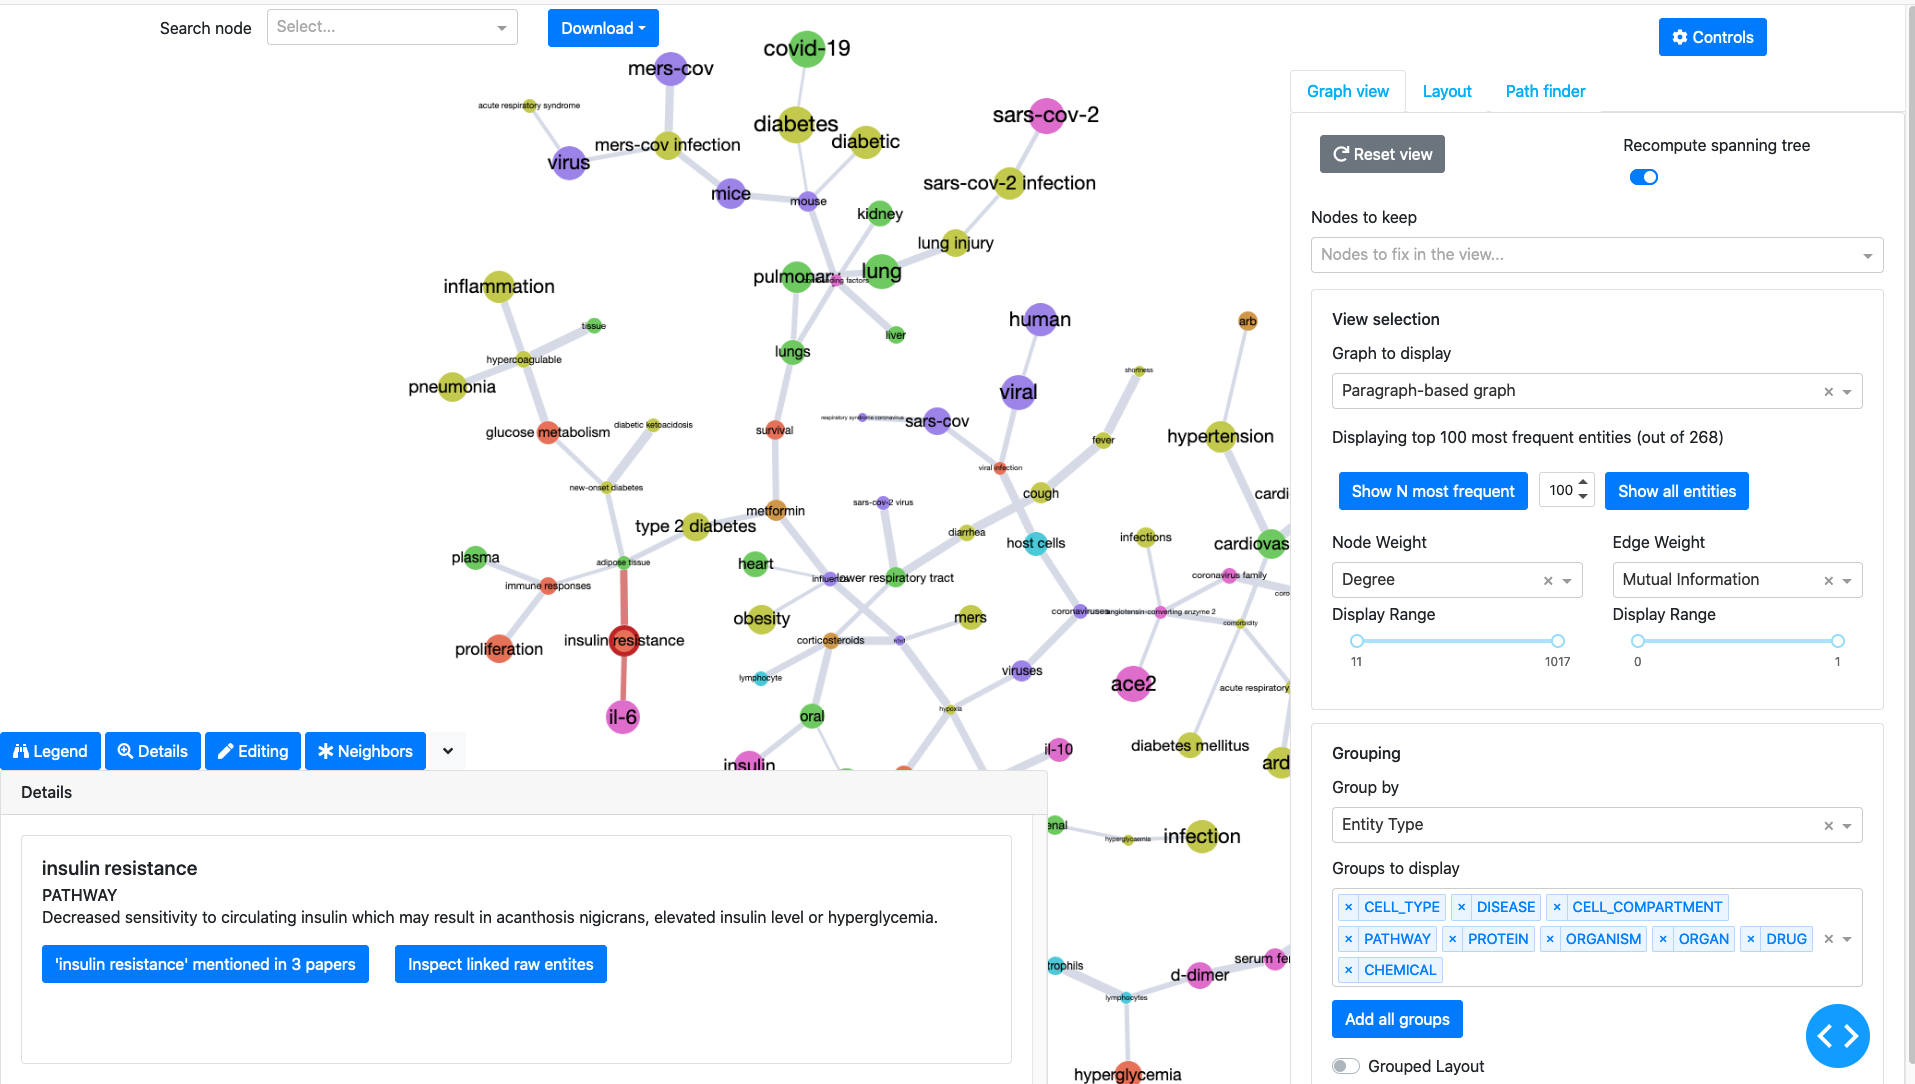 Search node
Select...
Download
Controls
Graph view
Layout
Path finder
Reset view
Recompute spanning tree
Nodes to keep
Nodes to fix in the view...
View selection
Graph to display
Paragraph-based graph
Displaying top 100 most frequent entities (out of 268)
Show N most frequent
100
Show all entities
Node Weight
Edge Weight
Degree
Mutual Information
Display Range
Display Range
11
1017
0
1
Grouping
Group by
Entity Type
Groups to display
× CELL_TYPE × DISEASE × CELL_COMPARTMENT
× PATHWAY × PROTEIN × ORGANISM × ORGAN × DRUG
× CHEMICAL
Add all groups
Grouped Layout
covid-19
mers-cov
acute respiratory syndrome
diabetes
diabetic
sars-cov-2
mers-cov infection
virus
mice
mouse
sars-cov-2 infection
kidney
lung injury
pulmonary
lung
inflammation
tissue
human
arb
liver
lungs
hypercoagulable
pneumonia
shortness
viral
respiratory syndrome coronavirus
sars-cov
diabetic ketoacidosis
glucose metabolism
survival
fever
hypertension
viral infection
new-onset diabetes
cough
cardi
sars-cov-2 virus
metformin
type 2 diabetes
diarrhea
host cells
infections
cardiovas
plasma
adipose tissue
heart
lower respiratory tract
coronavirus family
immune responses
coro
coronaviruses
angiotensin-converting enzyme 2
obesity
mers
comorbidity
insulin resistance
corticosteroids
proliferation
viruses
lymphocyte
ace2
acute respiratory
il-6
oral
hypoxia
diabetes mellitus
il-10
insulin
ard
enal
hyperglycaemia
infection
trophils
d-dimer
serum fer
lymphocytes
hyperglycemia
Legend
Details
Editing
Neighbors
Details
insulin resistance
PATHWAY
Decreased sensitivity to circulating insulin which may result in acanthosis nigricans, elevated insulin level or hyperglycemia.
'insulin resistance' mentioned in 3 papers
Inspect linked raw entites